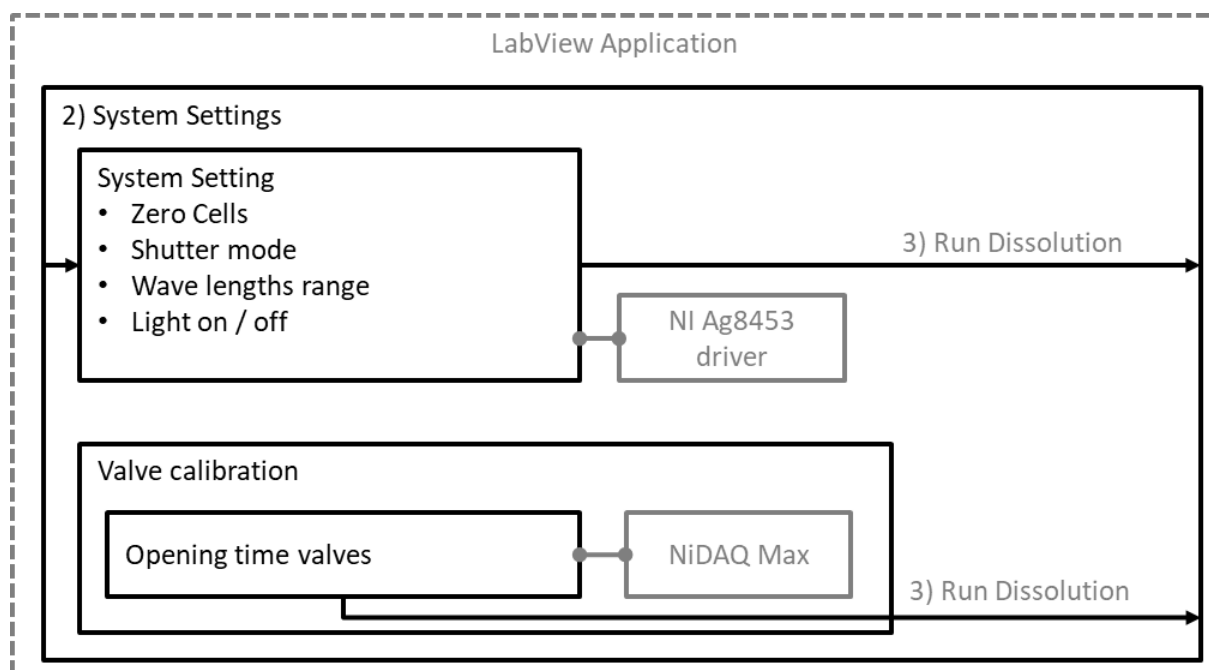 LabView Application
2) System Settings
System Setting
• Zero Cells
• Shutter mode
• Wave lengths range
• Light on / off
3) Run Dissolution
NI Ag8453
driver
Valve calibration
Opening time valves
NiDAQ Max
3) Run Dissolution